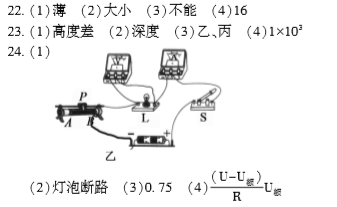 22. (1)薄 (2)大小 (3)不能 (4)16
23. (1)高度差 (2)深度 (3)乙、丙 (4)1×10³
24. (1)
P
A
L
S
- +
乙
(2)灯泡断路 (3)0.75 (4)(U-U额)/R U额